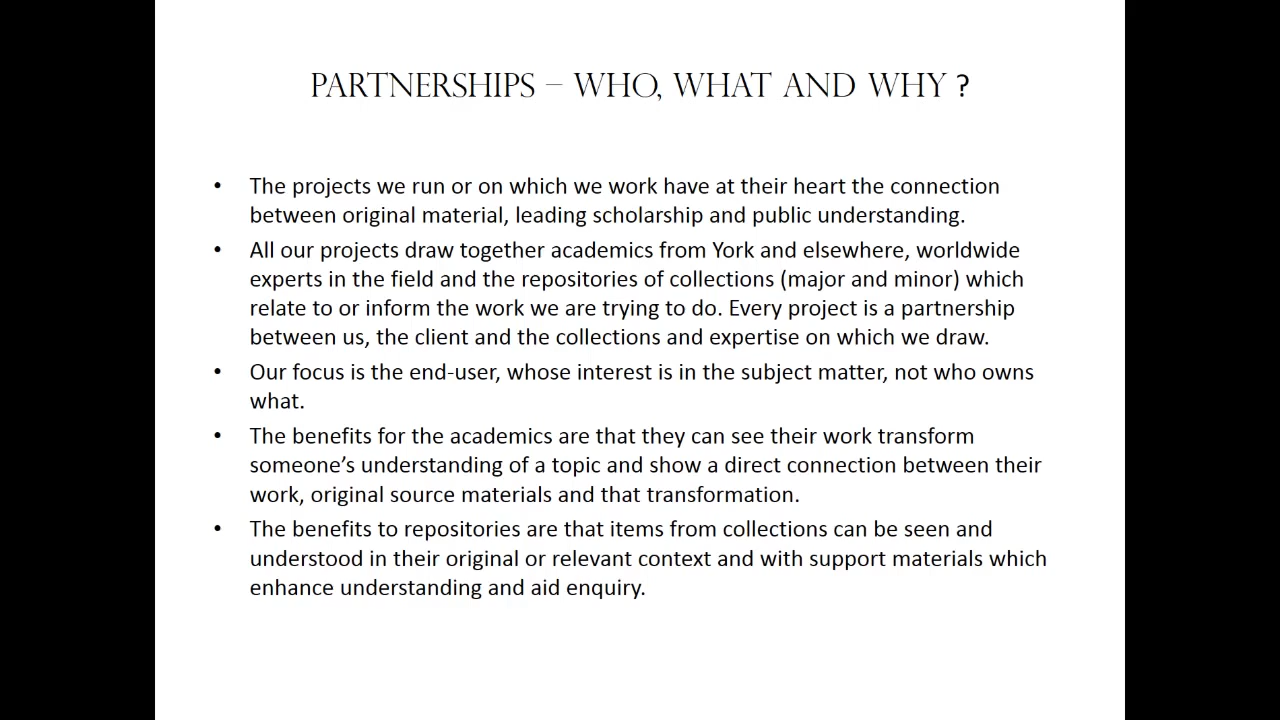 PARTNERSHIPS – WHO, WHAT AND WHY ?
• The projects we run or on which we work have at their heart the connection
between original material, leading scholarship and public understanding.
• All our projects draw together academics from York and elsewhere, worldwide
experts in the field and the repositories of collections (major and minor) which
relate to or inform the work we are trying to do. Every project is a partnership
between us, the client and the collections and expertise on which we draw.
• Our focus is the end-user, whose interest is in the subject matter, not who owns
what.
• The benefits for the academics are that they can see their work transform
someone’s understanding of a topic and show a direct connection between their
work, original source materials and that transformation.
• The benefits to repositories are that items from collections can be seen and
understood in their original or relevant context and with support materials which
enhance understanding and aid enquiry.